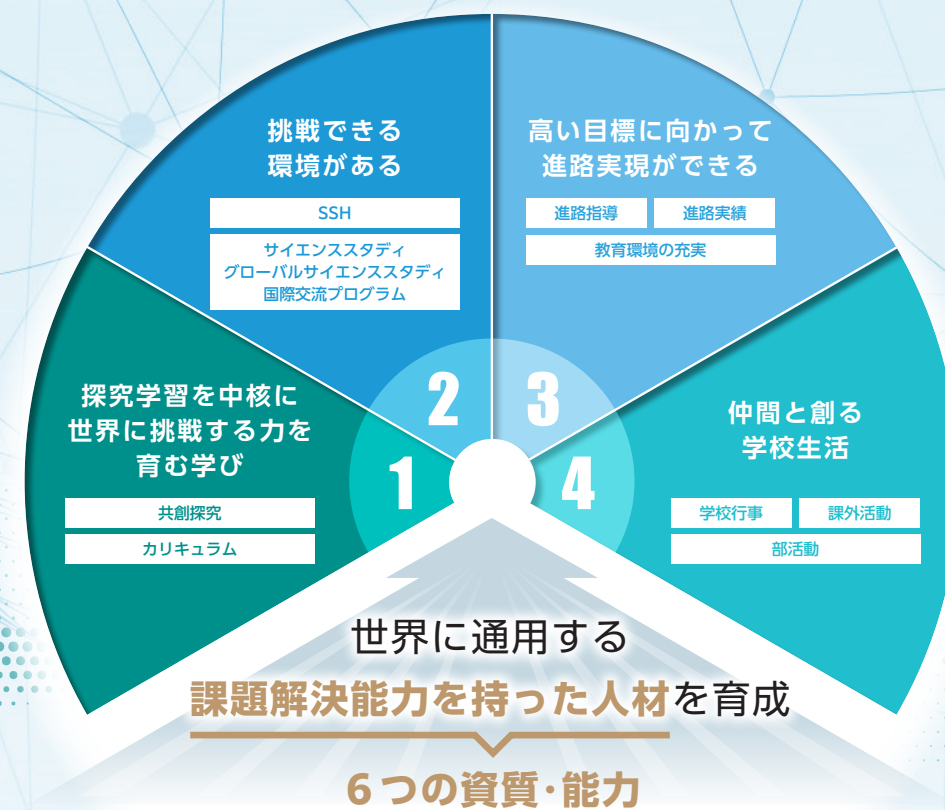 挑戦できる
環境がある
SSH
サイエンススタディ
グローバルサイエンススタディ
国際交流プログラム
2
高い目標に向かって
進路実現ができる
進路指導
進路実績
教育環境の充実
3
探究学習を中核に
世界に挑戦する力を
育む学び
共創探究
カリキュラム
1
仲間と創る
学校生活
学校行事
課外活動
部活動
4
世界に通用する
課題解決能力を持った人材を育成
6つの資質・能力